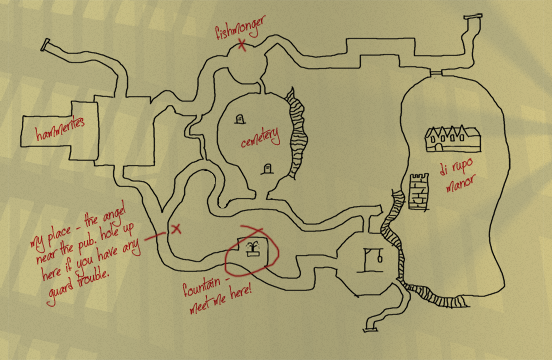 fishmonger
hammerites
cemetery
di rupo
manor
my place - the angel
near the pub. hole up
here if you have any
guard trouble.
fountain -
meet me here!